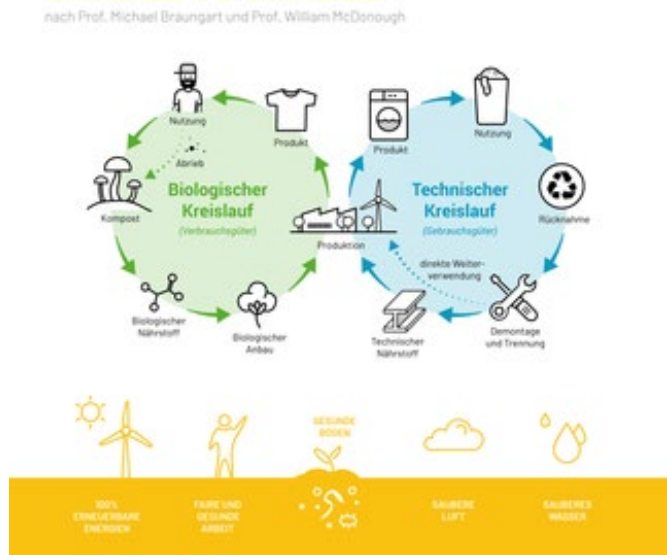 nach Prof. Michael Braungart und Prof. William McDonough
Nutzung
Produkt
Abrieb
Biologischer
Kreislauf
(Verbrauchsgüter)
Kompost
Biologischer
Nährstoff
Biologischer
Anbau
Produktion
Produkt
Nutzung
Technischer
Kreislauf
(Gebrauchsgüter)
Rücknahme
direkte Weiter-
verwendung
Technischer
Nährstoff
Demontage
und Trennung
100%
ERNEUERBARE
ENERGIEN
FAIRE UND
GESUNDE
ARBEIT
GESUNDE
BÖDEN
SAUBERE
LUFT
SAUBERES
WASSER